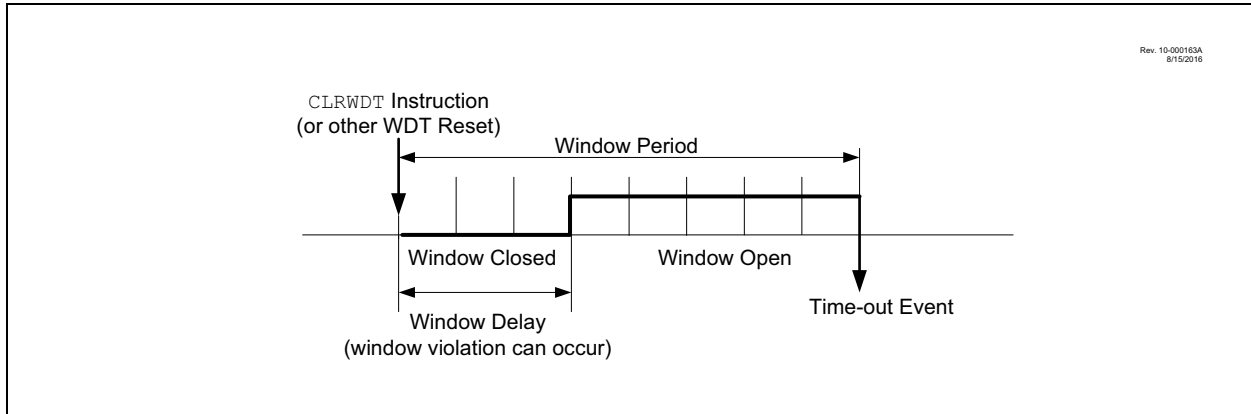 Rev. 10-000163A
8/15/2016
CLRWDT Instruction
(or other WDT Reset)
Window Period
Window Closed
Window Open
Window Delay
(window violation can occur)
Time-out Event